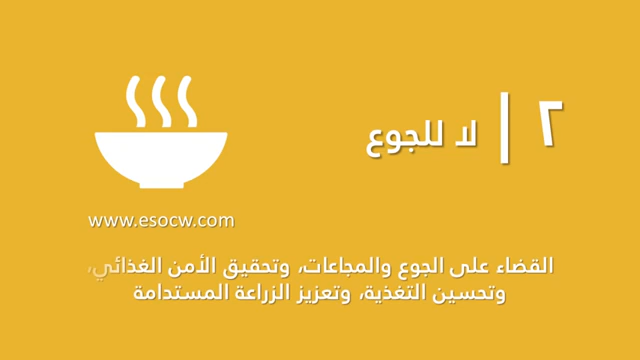 ٢ | لا للجوع
www.esocw.com
القضاء على الجوع والمجاعات، وتحقيق الأمن الغذائي،
وتحسين التغذية، وتعزيز الزراعة المستدامة